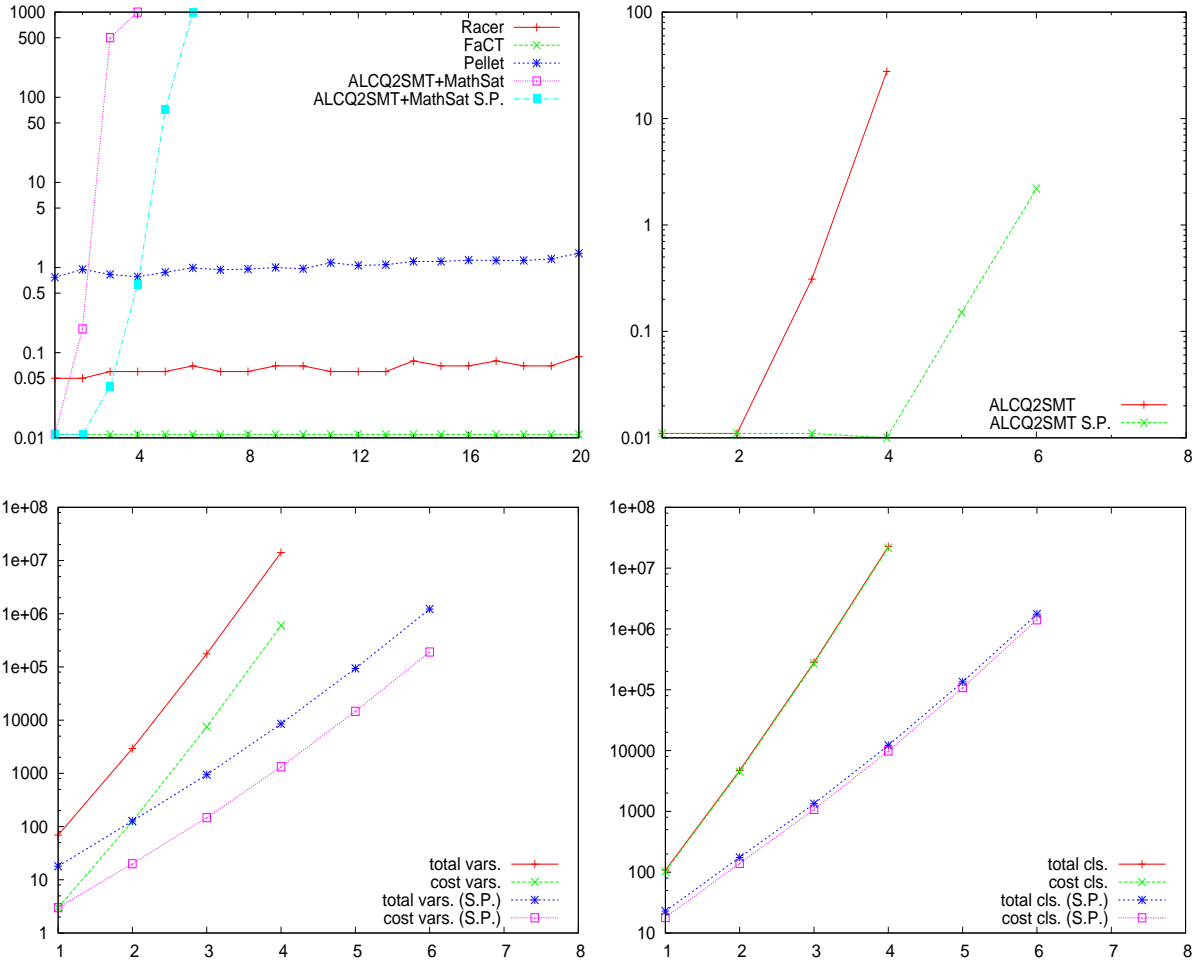 1000
500
100
50
10
5
1
0.5
0.1
0.05
0.01
4
8
12
16
20
Racer
FaCT
Pellet
ALCQ2SMT+MathSat
ALCQ2SMT+MathSat S.P.
100
10
1
0.1
0.01
2
4
6
8
ALCQ2SMT
ALCQ2SMT S.P.
1e+08
1e+07
1e+06
1e+05
10000
1000
100
10
1
1
2
3
4
5
6
7
8
total vars.
cost vars.
total vars. (S.P.)
cost vars. (S.P.)
1e+08
1e+07
1e+06
1e+05
10000
1000
100
10
1
2
3
4
5
6
7
8
total cls.
cost cls.
total cls. (S.P.)
cost cls. (S.P.)